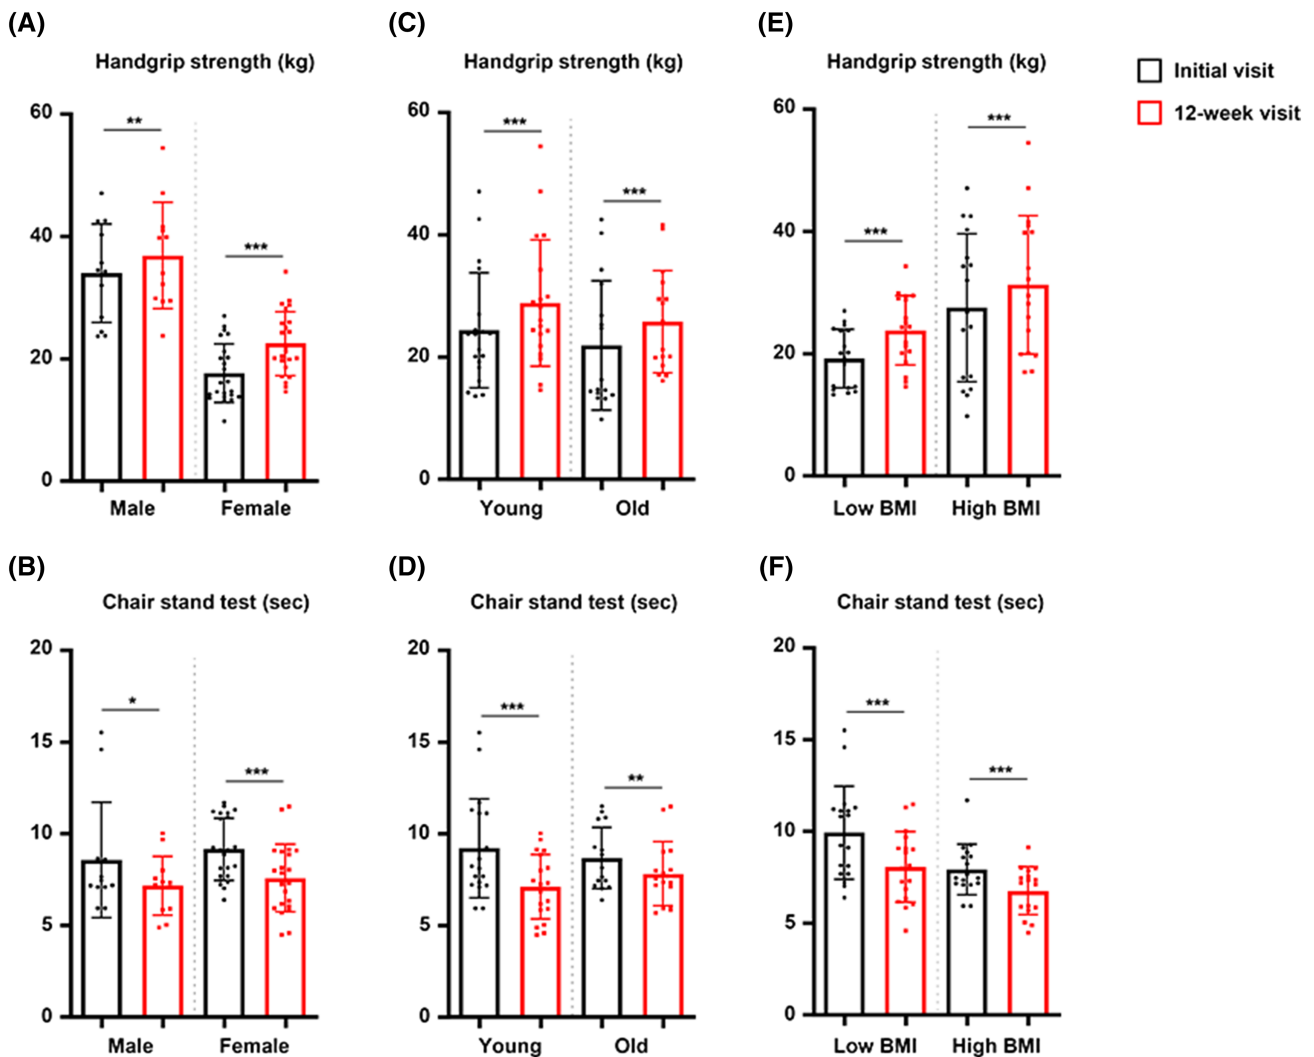 (A)
Handgrip strength (kg)
60
40
20
0
**
***
Male
Female
(C)
Handgrip strength (kg)
60
40
20
0
***
***
Young
Old
(E)
Handgrip strength (kg)
60
40
20
0
***
***
Low BMI
High BMI
Initial visit
12-week visit
(B)
Chair stand test (sec)
20
15
10
5
0
*
***
Male
Female
(D)
Chair stand test (sec)
20
15
10
5
0
***
**
Young
Old
(F)
Chair stand test (sec)
20
15
10
5
0
***
***
Low BMI
High BMI